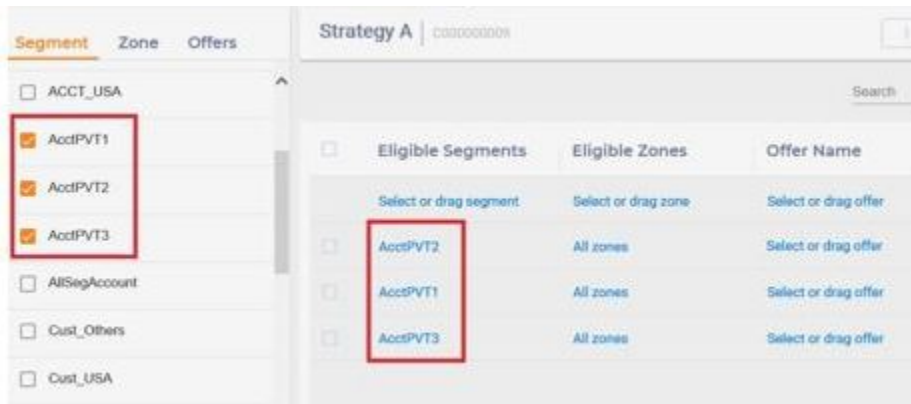 Segment Zone Offers
ACCT_USA
AcctPVT1
AcctPVT2
AcctPVT3
AllSegAccount
Cust_Others
Cust_USA
Strategy A
Search
Eligible Segments Eligible Zones Offer Name
Select or drag segment Select or drag zone Select or drag offer
AcctPVT2 All zones Select or drag offer
AcctPVT1 All zones Select or drag offer
AcctPVT3 All zones Select or drag offer